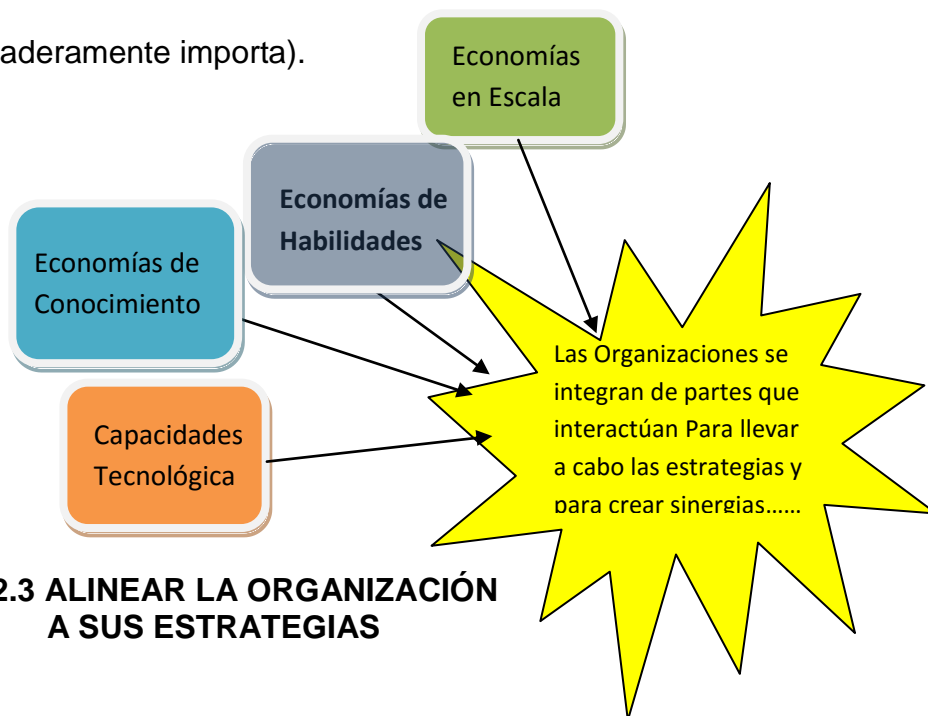 aderamente importa).
Economías
en Escala
Economías de
Habilidades
Economías de
Conocimiento
Capacidades
Tecnológica
Las Organizaciones se
integran de partes que
interactúan Para llevar
a cabo las estrategias y
para crear sinergias......
2.3 ALINEAR LA ORGANIZACIÓN
A SUS ESTRATEGIAS